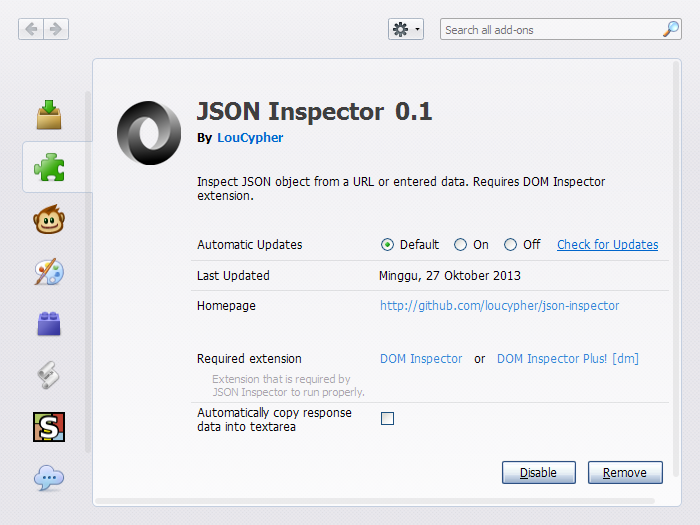 Search all add-ons
JSON Inspector 0.1
By LouCypher
Inspect JSON object from a URL or entered data. Requires DOM Inspector
extension.
Automatic Updates Default On Off Check for Updates
Last Updated Minggu, 27 Oktober 2013
Homepage http://github.com/loucypher/json-inspector
Required extension DOM Inspector or DOM Inspector Plus! [dm]
Extension that is required by
JSON Inspector to run properly.
Automatically copy response
data into textarea
S
Disable Remove